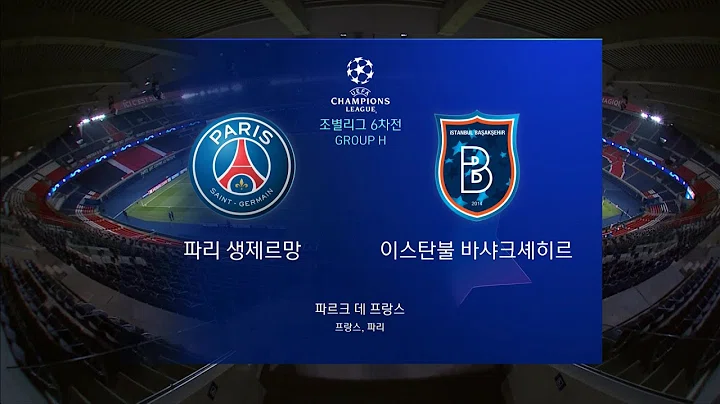 UEFA
CHAMPIONS
LEAGUE
조별리그 6차전
GROUP H
PARIS
SAINT-GERMAIN
ISTANBUL BAŞAKŞEHIR
B
2014
파리 생제르망
이스탄불 바샤크셰히르
파르크 데 프랑스
프랑스, 파리